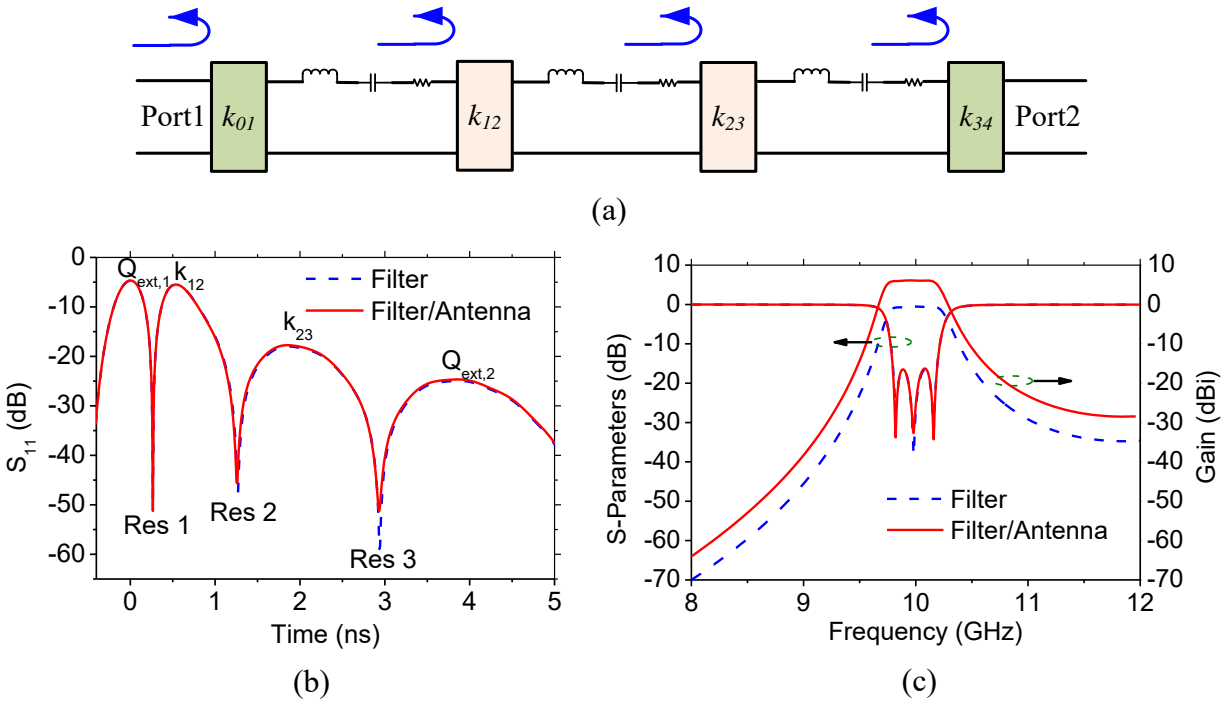 Port1 k01 k12 k23 k34 Port2
(a)
0
-10
-20
-30
-40
-50
-60
S11 (dB)
Qext,1 k12
Filter
Filter/Antenna
k23
Qext,2
Res 1
Res 2
Res 3
0 1 2 3 4 5
Time (ns)
(b)
10
0
-10
-20
-30
-40
-50
-60
-70
S-Parameters (dB)
10
0
-10
-20
-30
-40
-50
-60
-70
Gain (dBi)
Filter
Filter/Antenna
8 9 10 11 12
Frequency (GHz)
(c)